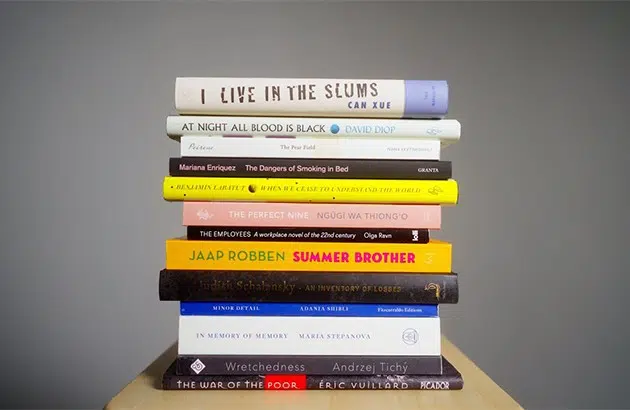 I LIVE IN THE SLUMS CAN XUE
AT NIGHT ALL BLOOD IS BLACK DAVID DIOP
Peirene The Pear Field
Mariana Enriquez The Dangers of Smoking in Bed GRANTA
BENJAMIN LABATUT WHEN WE CEASE TO UNDERSTAND THE WORLD
THE PERFECT NINE NGŨGĨ WA THIONG'O
THE EMPLOYEES A workplace novel of the 22nd century Olga Ravn lolli
JAAP ROBBEN SUMMER BROTHER
Judith Schalansky - AN INVENTORY OF LOSSES
MINOR DETAIL ADANIA SHIBLI Fitzcarraldo Editions
IN MEMORY OF MEMORY MARIA STEPANOVA
Wretchedness Andrzej Tichý
THE WAR OF THE POOR ÉRIC VUILLARD PICADOR